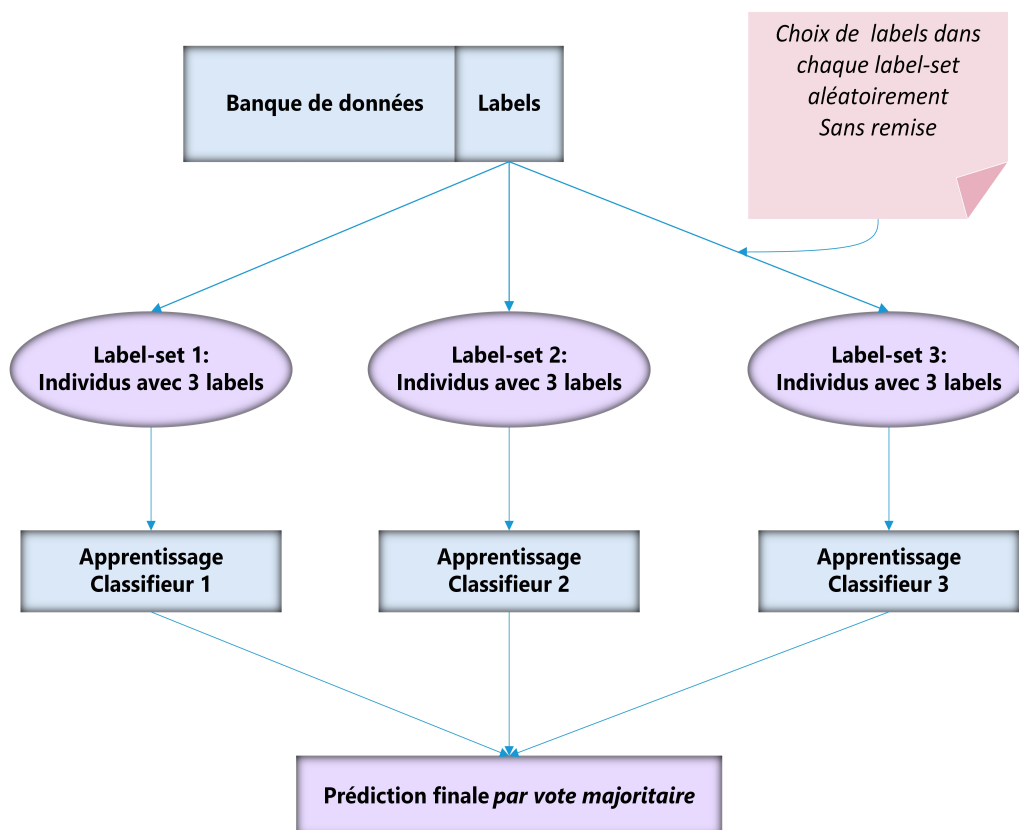 Choix de labels dans
chaque label-set
aléatoirement
Sans remise
Banque de données
Labels
Label-set 1:
Individus avec 3 labels
Label-set 2:
Individus avec 3 labels
Label-set 3:
Individus avec 3 labels
Apprentissage
Classifieur 1
Apprentissage
Classifieur 2
Apprentissage
Classifieur 3
Prédiction finale par vote majoritaire